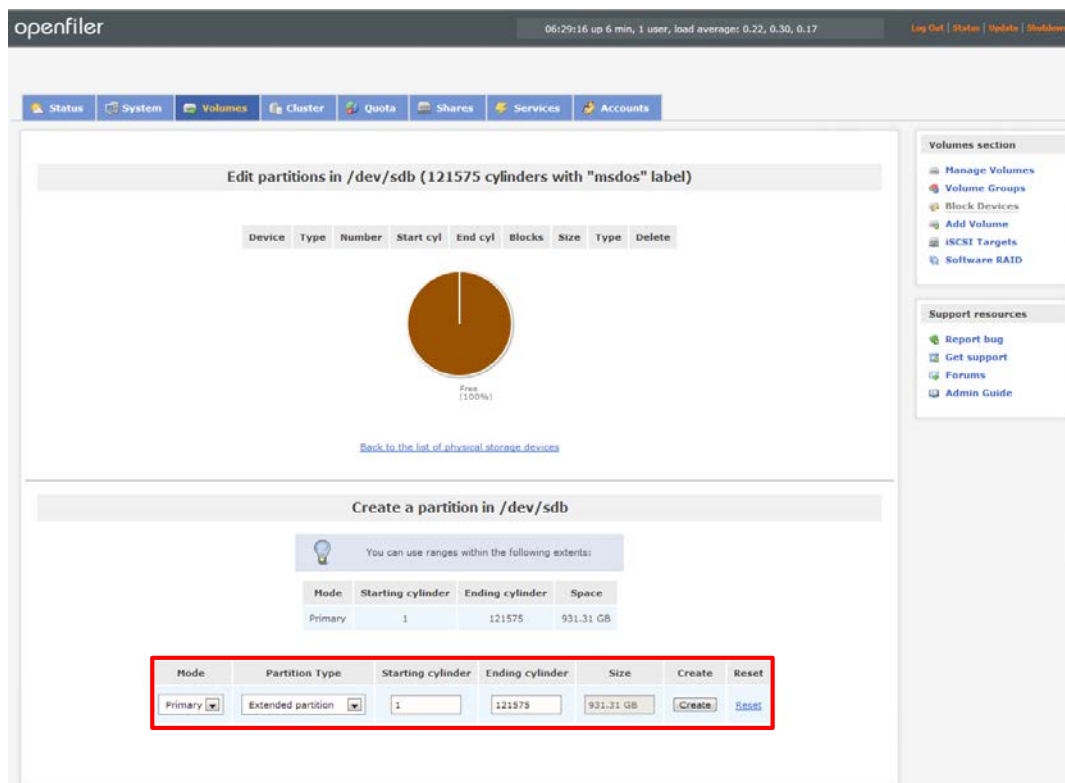 openfiler
06:29:16 up 6 min, 1 user, load average: 0.22, 0.30, 0.17
Log Out | Status | Update | Shutdown
Status System Volumes Cluster Quota Shares Services Accounts
Edit partitions in /dev/sdb (121575 cylinders with "msdos" label)
Device Type Number Start cyl End cyl Blocks Size Type Delete
Free
(100%)
Back to the list of physical storage devices
Create a partition in /dev/sdb
You can use ranges within the following extents:
Mode Starting cylinder Ending cylinder Space
Primary 1 121575 931.31 GB
Mode Partition Type Starting cylinder Ending cylinder Size Create Reset
Primary Extended partition 1 121575 931.31 GB Create Reset
Volumes section
Manage Volumes
Volume Groups
Block Devices
Add Volume
iSCSI Targets
Software RAID
Support resources
Report bug
Get support
Forums
Admin Guide